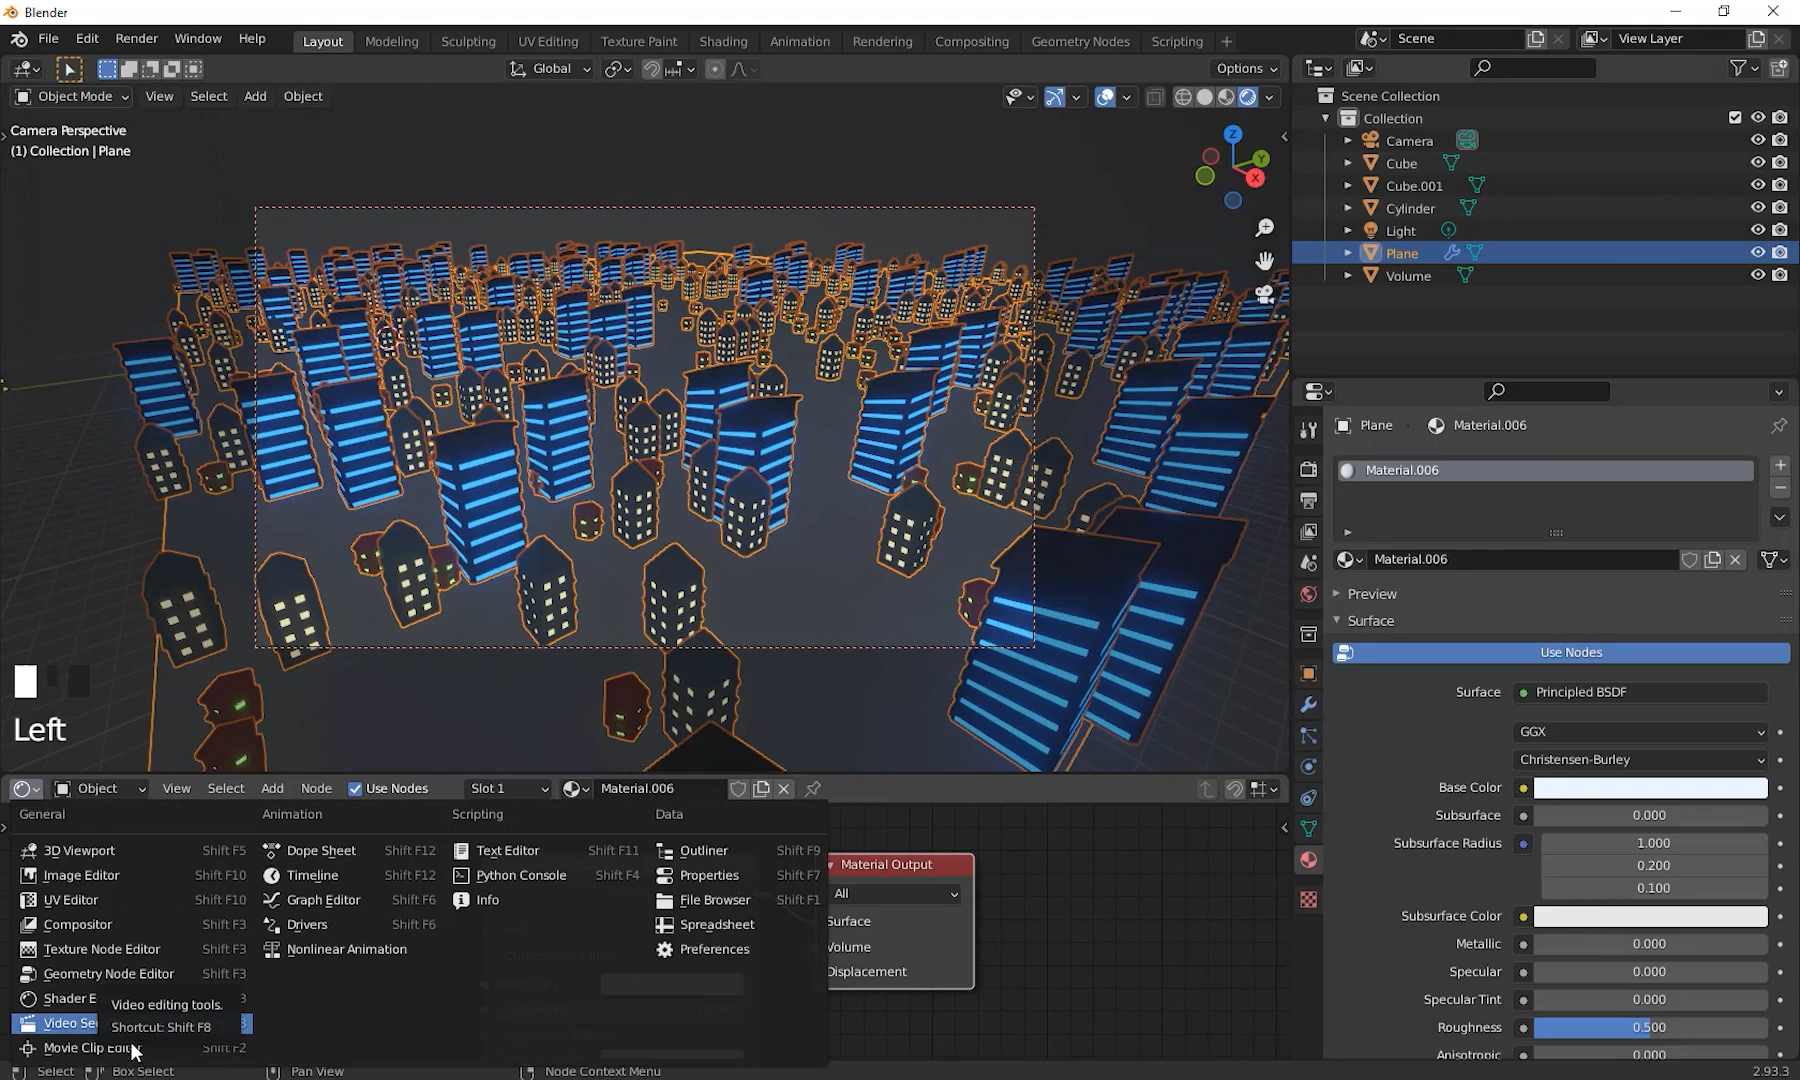 Blender
File Edit Render Window Help Layout Modeling Sculpting UV Editing Texture Paint Shading Animation Rendering Compositing Geometry Nodes Scripting + Scene View Layer
Global Options
Object Mode View Select Add Object
Camera Perspective
(1) Collection | Plane
Z
Y
X
Left
Scene Collection
Collection
Camera
Cube
Cube.001
Cylinder
Light
Plane
Volume
Plane Material.006
Material.006
Material.006
Preview
Surface
Use Nodes
Surface Principled BSDF
GGX
Christensen-Burley
Base Color
Subsurface 0.000
Subsurface Radius 1.000
0.200
0.100
Subsurface Color
Metallic 0.000
Specular 0.000
Specular Tint 0.000
Roughness 0.500
Anisotropic 0.000
Object View Select Add Node Use Nodes Slot 1 Material.006
General Animation Scripting Data
3D Viewport Shift F5 Dope Sheet Shift F12 Text Editor Shift F11 Outliner Shift F9
Image Editor Shift F10 Timeline Shift F12 Python Console Shift F4 Properties Shift F7
UV Editor Shift F10 Graph Editor Shift F6 Info File Browser Shift F1
Compositor Shift F3 Drivers Shift F6 Spreadsheet
Texture Node Editor Shift F3 Nonlinear Animation Preferences
Geometry Node Editor Shift F3
Shader E 3
Video Se 8
Movie Clip Editor Shift F2
Video editing tools.
Shortcut: Shift F8
Material Output
All
Surface
Volume
Displacement
Select Box Select Pan View Node Context Menu 2.93.3